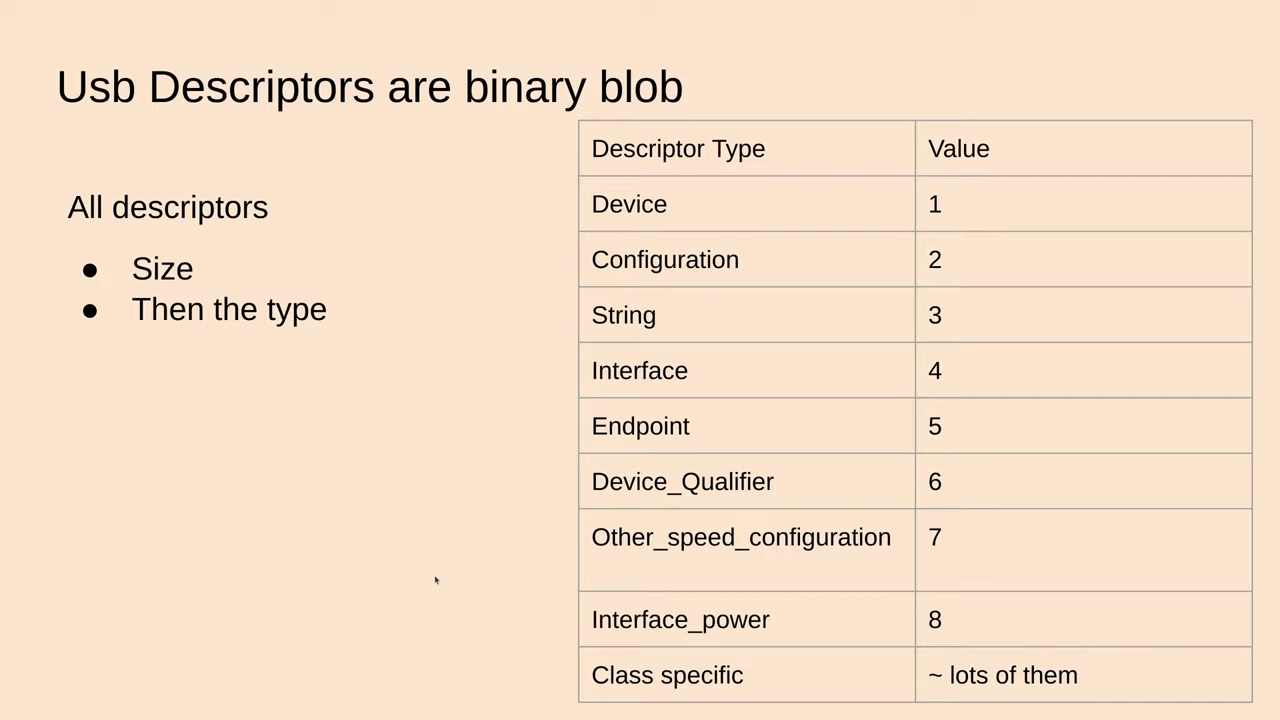 Usb Descriptors are binary blob
All descriptors
● Size
● Then the type
Descriptor Type Value
Device 1
Configuration 2
String 3
Interface 4
Endpoint 5
Device_Qualifier 6
Other_speed_configuration 7
Interface_power 8
Class specific ~ lots of them